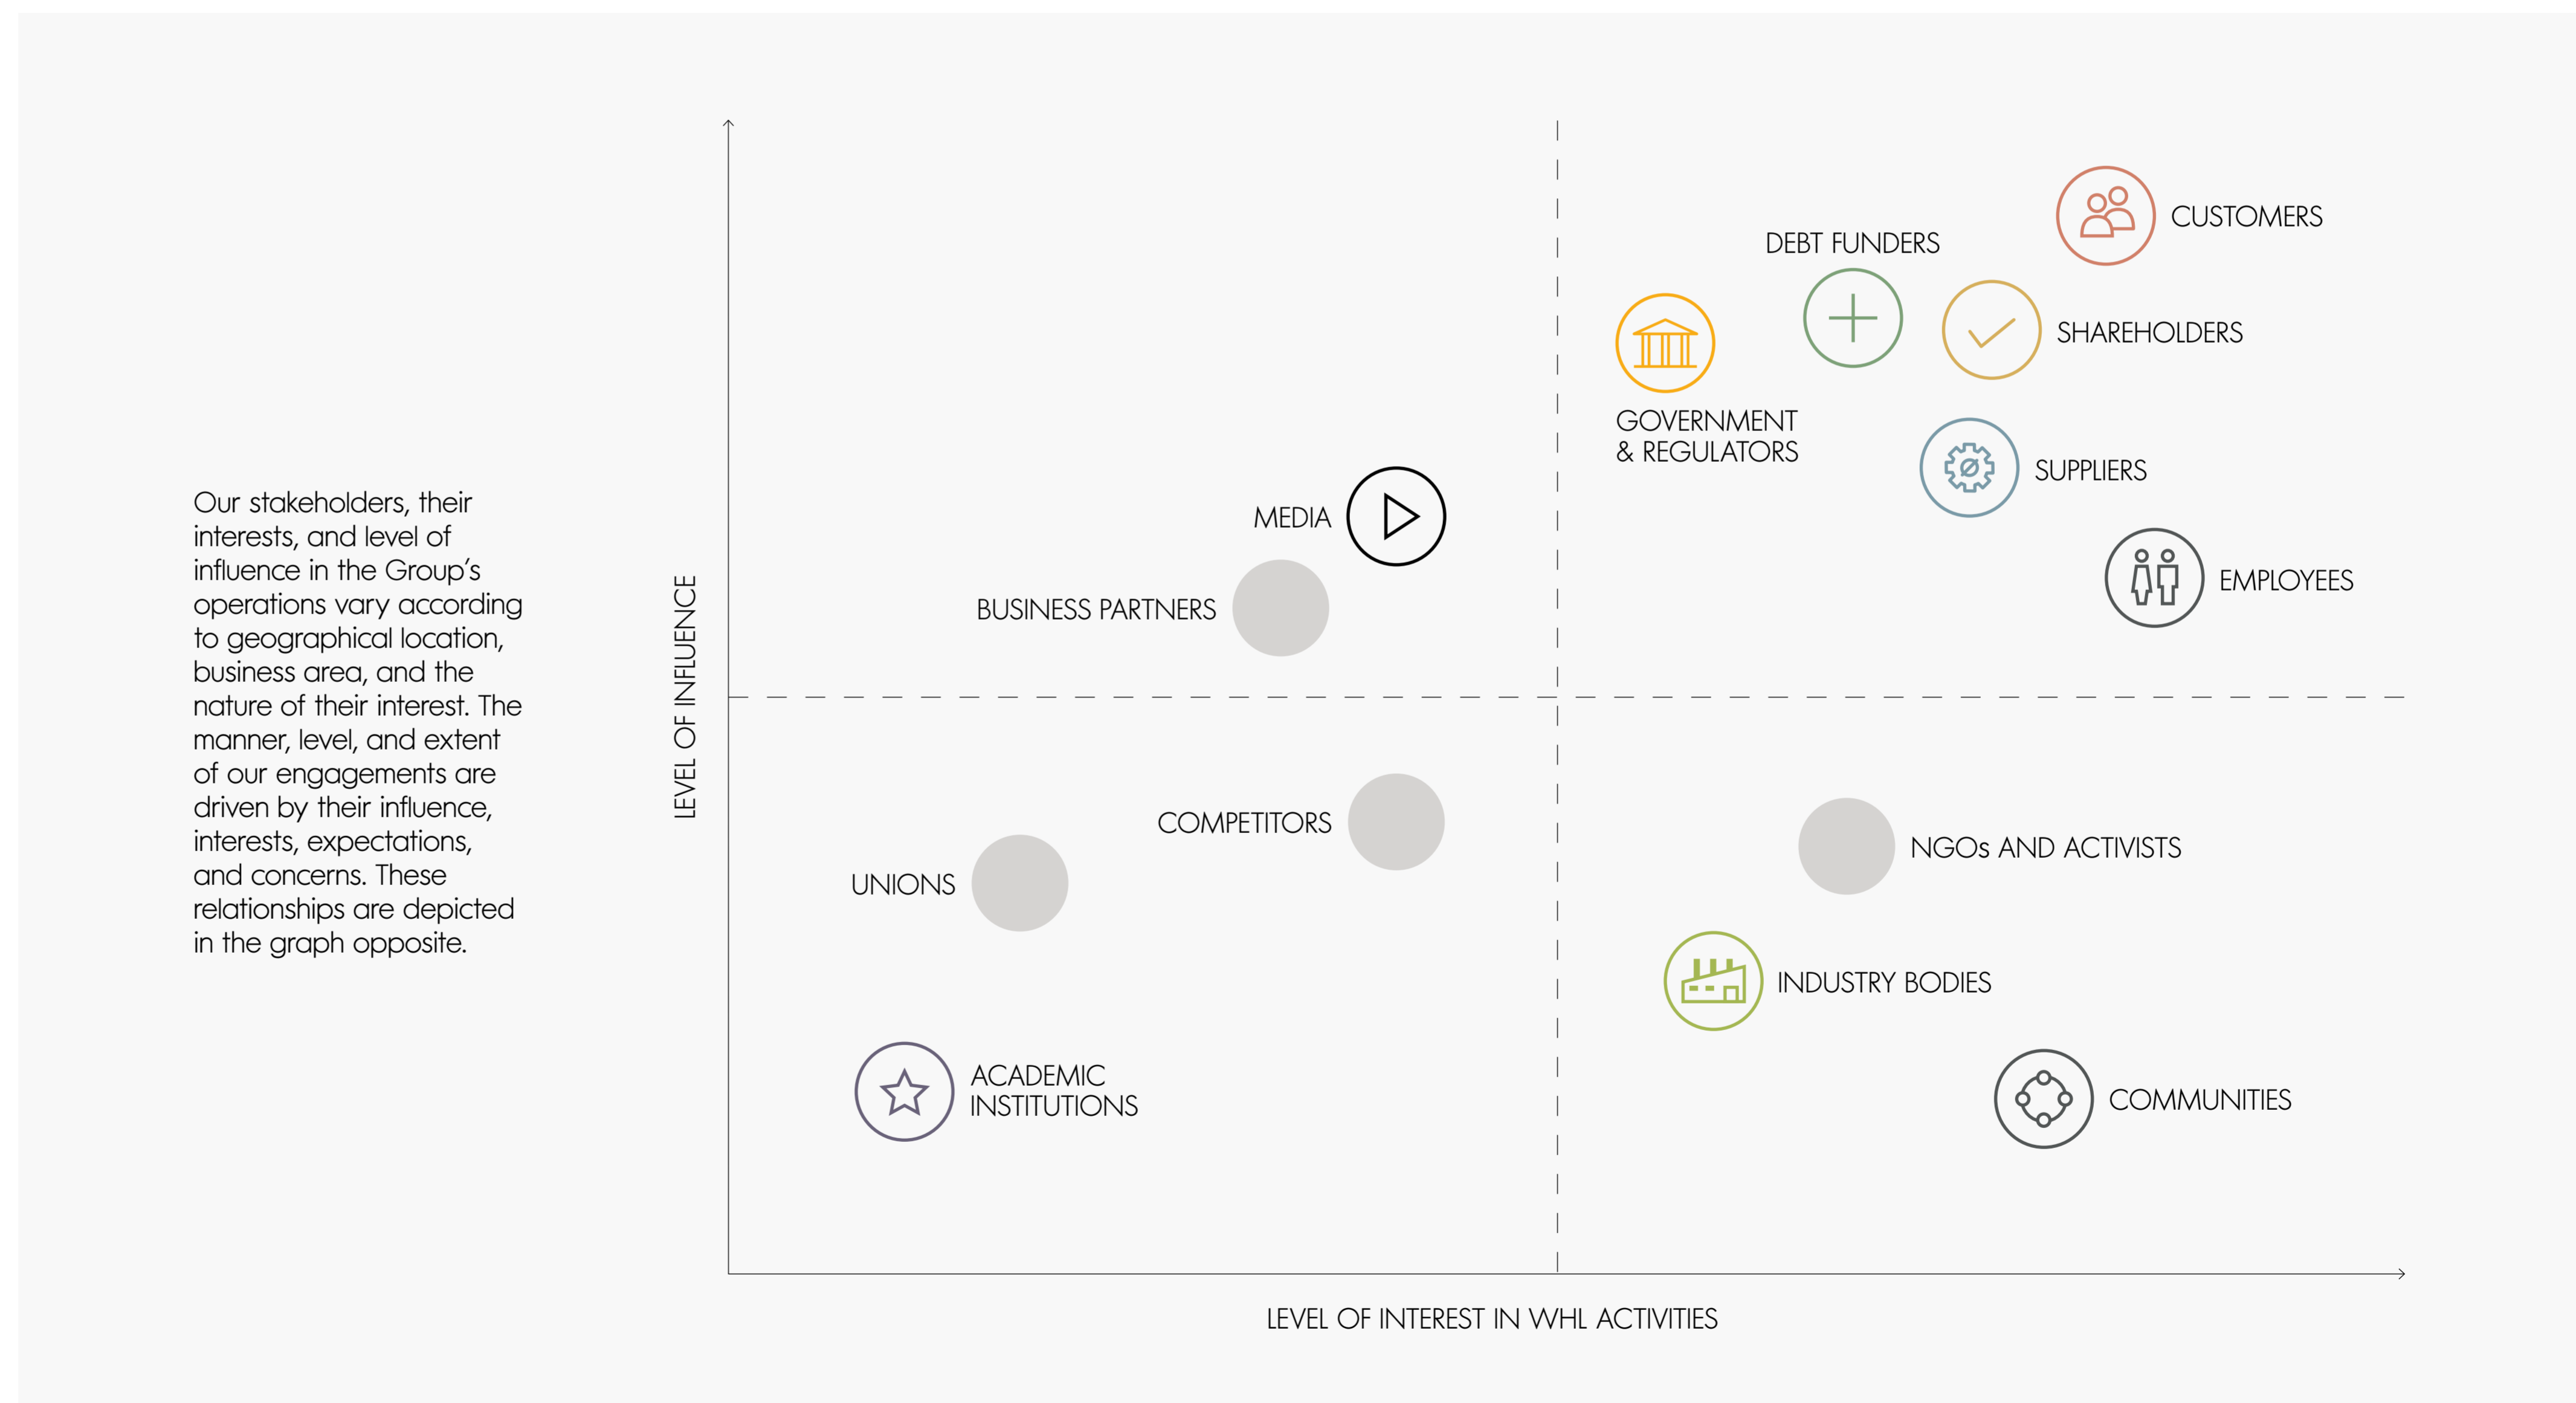 Our stakeholders, their
interests, and level of
influence in the Group’s
operations vary according
to geographical location,
business area, and the
nature of their interest. The
manner, level, and extent
of our engagements are
driven by their influence,
interests, expectations,
and concerns. These
relationships are depicted
in the graph opposite.
LEVEL OF INFLUENCE
CUSTOMERS
DEBT FUNDERS
SHAREHOLDERS
GOVERNMENT
& REGULATORS
SUPPLIERS
MEDIA
EMPLOYEES
BUSINESS PARTNERS
COMPETITORS
NGOs AND ACTIVISTS
UNIONS
INDUSTRY BODIES
ACADEMIC
INSTITUTIONS
COMMUNITIES
LEVEL OF INTEREST IN WHL ACTIVITIES